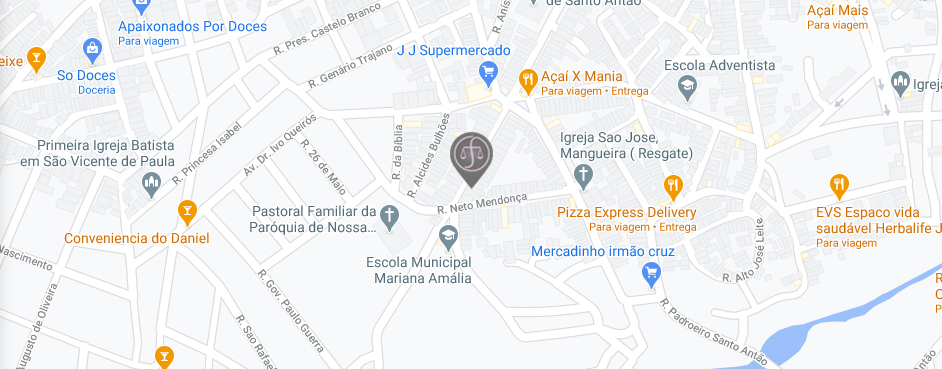 de Santo Antão
Apaixonados Por Doces
Para viagem
R. Pres. Castelo Branco
R. Anis
Açaí Mais
Para viagem
eixe
So Doces
Doceria
R. Genário Trajano
J J Supermercado
Açaí X Mania
Para viagem • Entrega
Escola Adventista
Igreja
Primeira Igreja Batista
em São Vicente de Paula
R. Princesa Isabel
Av. Dr. Ivo Queirós
R. 26 de Maio
R. da Bíblia
R. Alcides Bulhões
Igreja Sao Jose,
Mangueira ( Resgate)
R. Neto Mendonça
Pastoral Familiar da
Paróquia de Nossa...
Conveniencia do Daniel
Pizza Express Delivery
Para viagem • Entrega
EVS Espaco vida
saudável Herbalife J
Para viagem
Escola Municipal
Mariana Amália
Mercadinho irmão cruz
R. Alto José Leite
Nascimento
Augusto de Oliveira
R. Gov. Paulo Guerra
R. Sao Rafae
R. Padroeiro Santo Antão
R
C
P